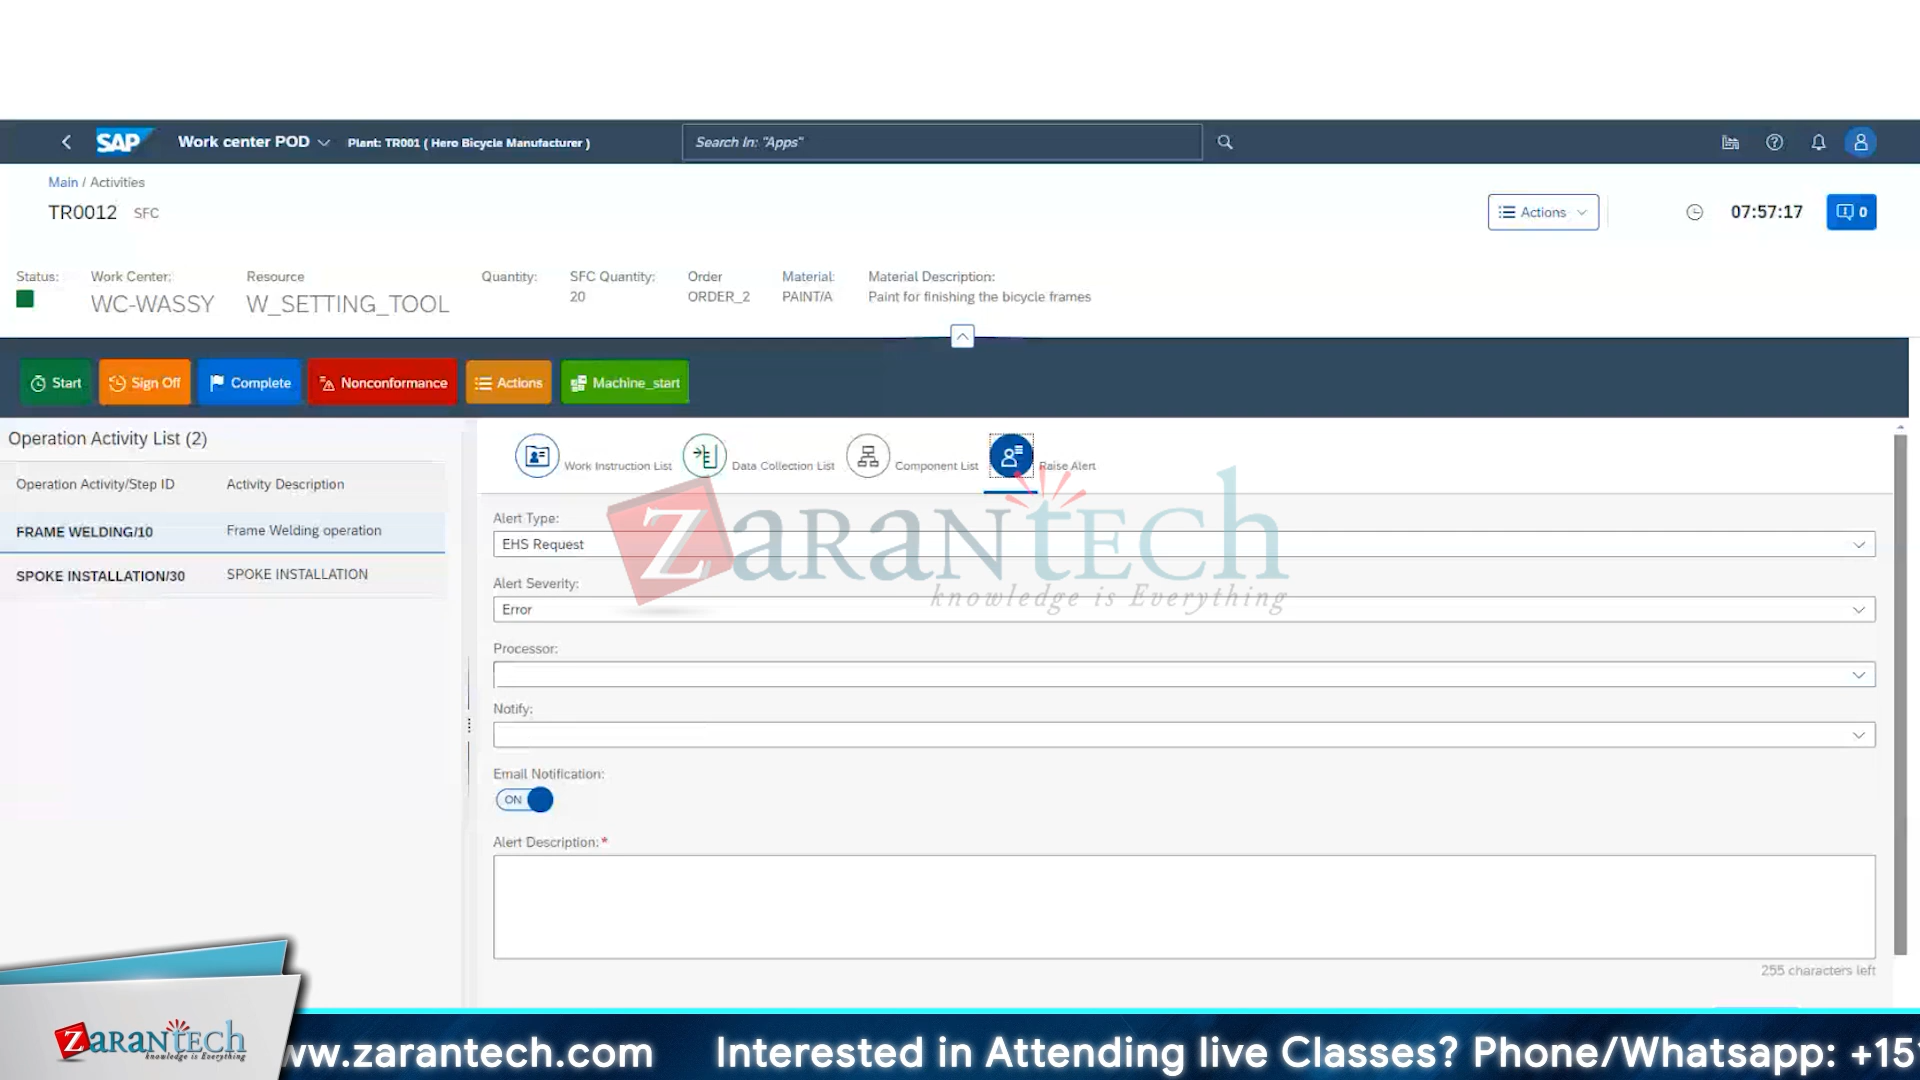 SAP Work center POD Plant: TR001 ( Hero Bicycle Manufacturer ) Search In: "Apps"
Main / Activities
TR0012 SFC Actions 07:57:17 0
Status: Work Center: Resource Quantity: SFC Quantity: Order Material: Material Description:
WC-WASSY W_SETTING_TOOL 20 ORDER_2 PAINT/A Paint for finishing the bicycle frames
Start Sign Off Complete Nonconformance Actions Machine_start
Operation Activity List (2)
Operation Activity/Step ID Activity Description
FRAME WELDING/10 Frame Welding operation
SPOKE INSTALLATION/30 SPOKE INSTALLATION
Work Instruction List Data Collection List Component List Raise Alert
Alert Type:
EHS Request
Alert Severity:
Error
Processor:
Notify:
Email Notification:
ON
Alert Description:*
255 characters left
ZaranTech
knowledge is Everything
ZaranTech
knowledge is Everything
ww.zarantech.com Interested in Attending live Classes? Phone/Whatsapp: +15